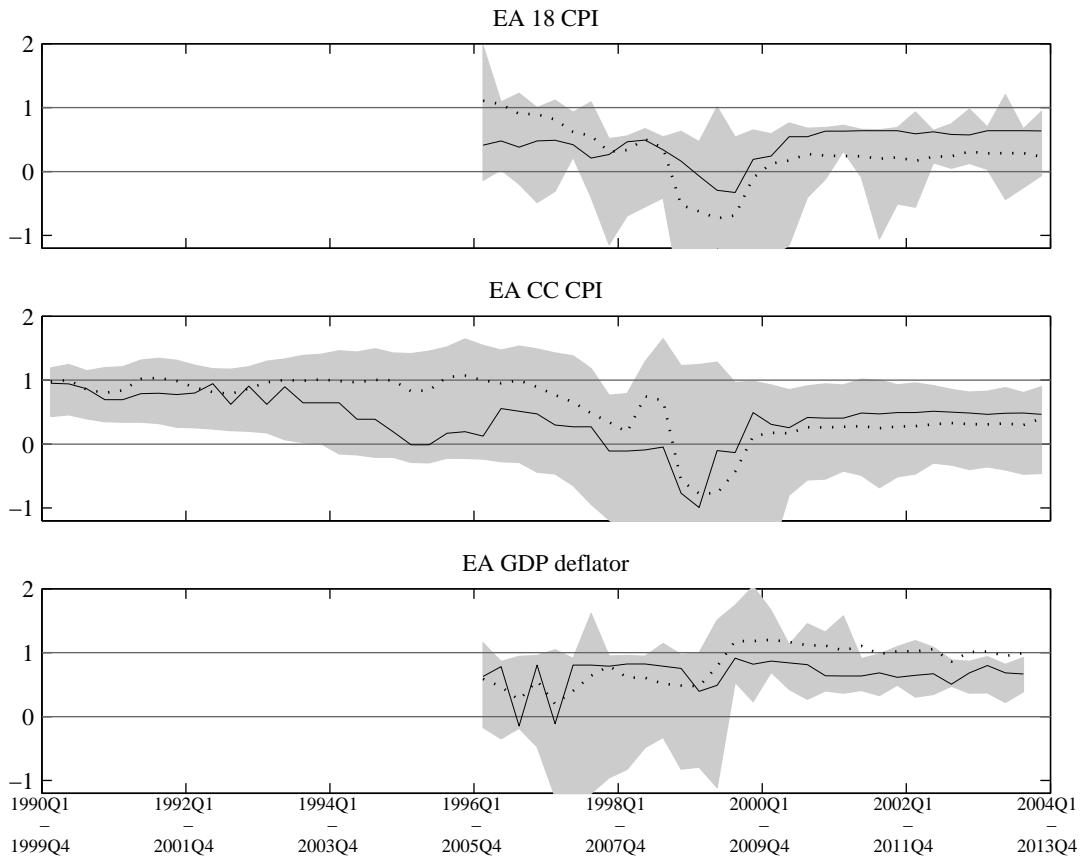 EA 18 CPI
2
1
0
−1
EA CC CPI
2
1
0
−1
EA GDP deflator
2
1
0
−1
1990Q1 1992Q1 1994Q1 1996Q1 1998Q1 2000Q1 2002Q1 2004Q1
– – – – – – – –
1999Q4 2001Q4 2003Q4 2005Q4 2007Q4 2009Q4 2011Q4 2013Q4